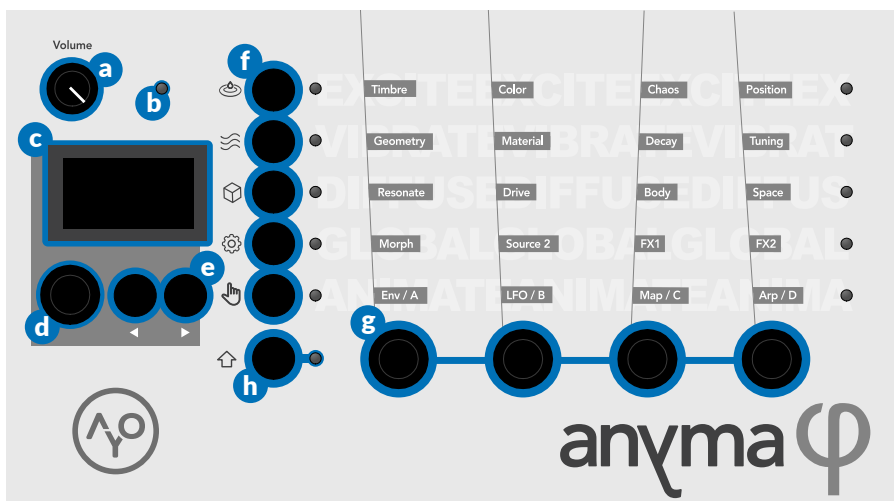 Volume
a
b
f
EXCITEEXCITEEXCITEEX
Timbre Color Chaos Position
c
VIBRATEVIBRATEVIBRAT
Geometry Material Decay Tuning
DIFFUSEDIFFUSEDIFFUS
Resonate Drive Body Space
GLOBALGLOBALGLOBAL
Morph Source 2 FX1 FX2
e
ANIMATEANIMATEANIMA
Env / A LFO / B Map / C Arp / D
d
g
h
AYO
anyma φ